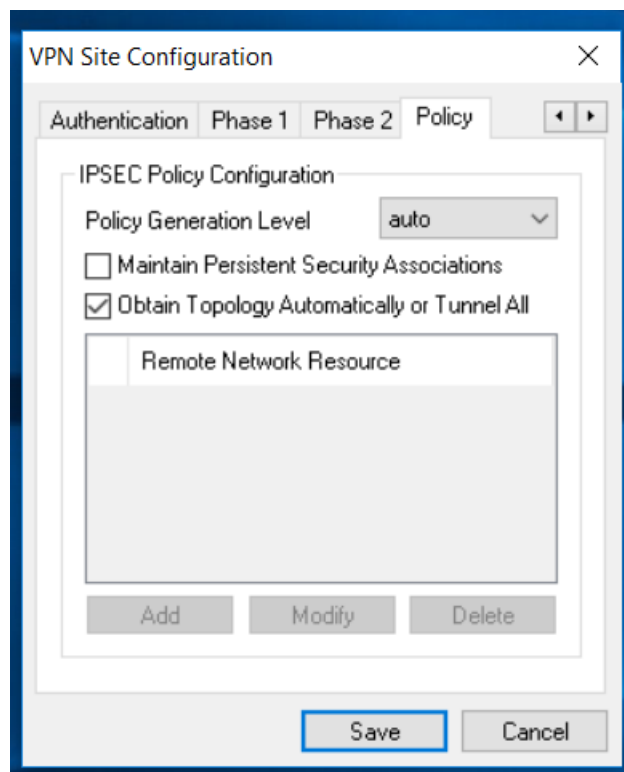 VPN Site Configuration
Authentication Phase 1 Phase 2 Policy
IPSEC Policy Configuration
Policy Generation Level auto
Maintain Persistent Security Associations
Obtain Topology Automatically or Tunnel All
Remote Network Resource
Add Modify Delete
Save Cancel